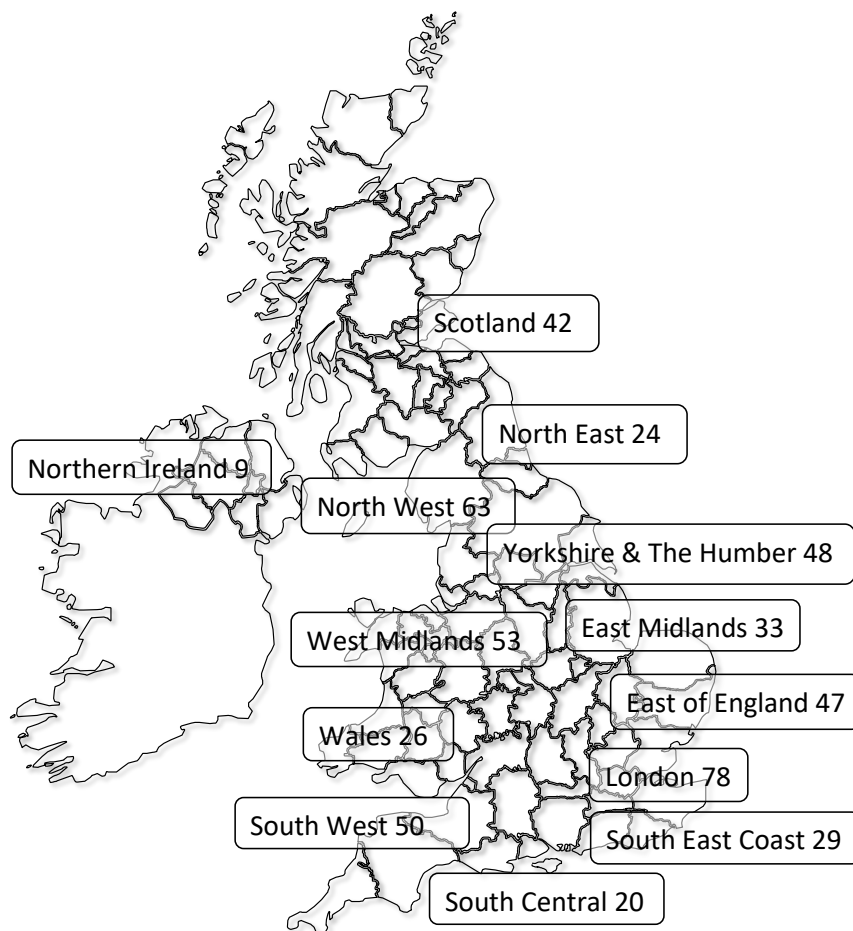 Scotland 42
North East 24
Northern Ireland 9
North West 63
Yorkshire & The Humber 48
West Midlands 53
East Midlands 33
East of England 47
Wales 26
London 78
South West 50
South East Coast 29
South Central 20